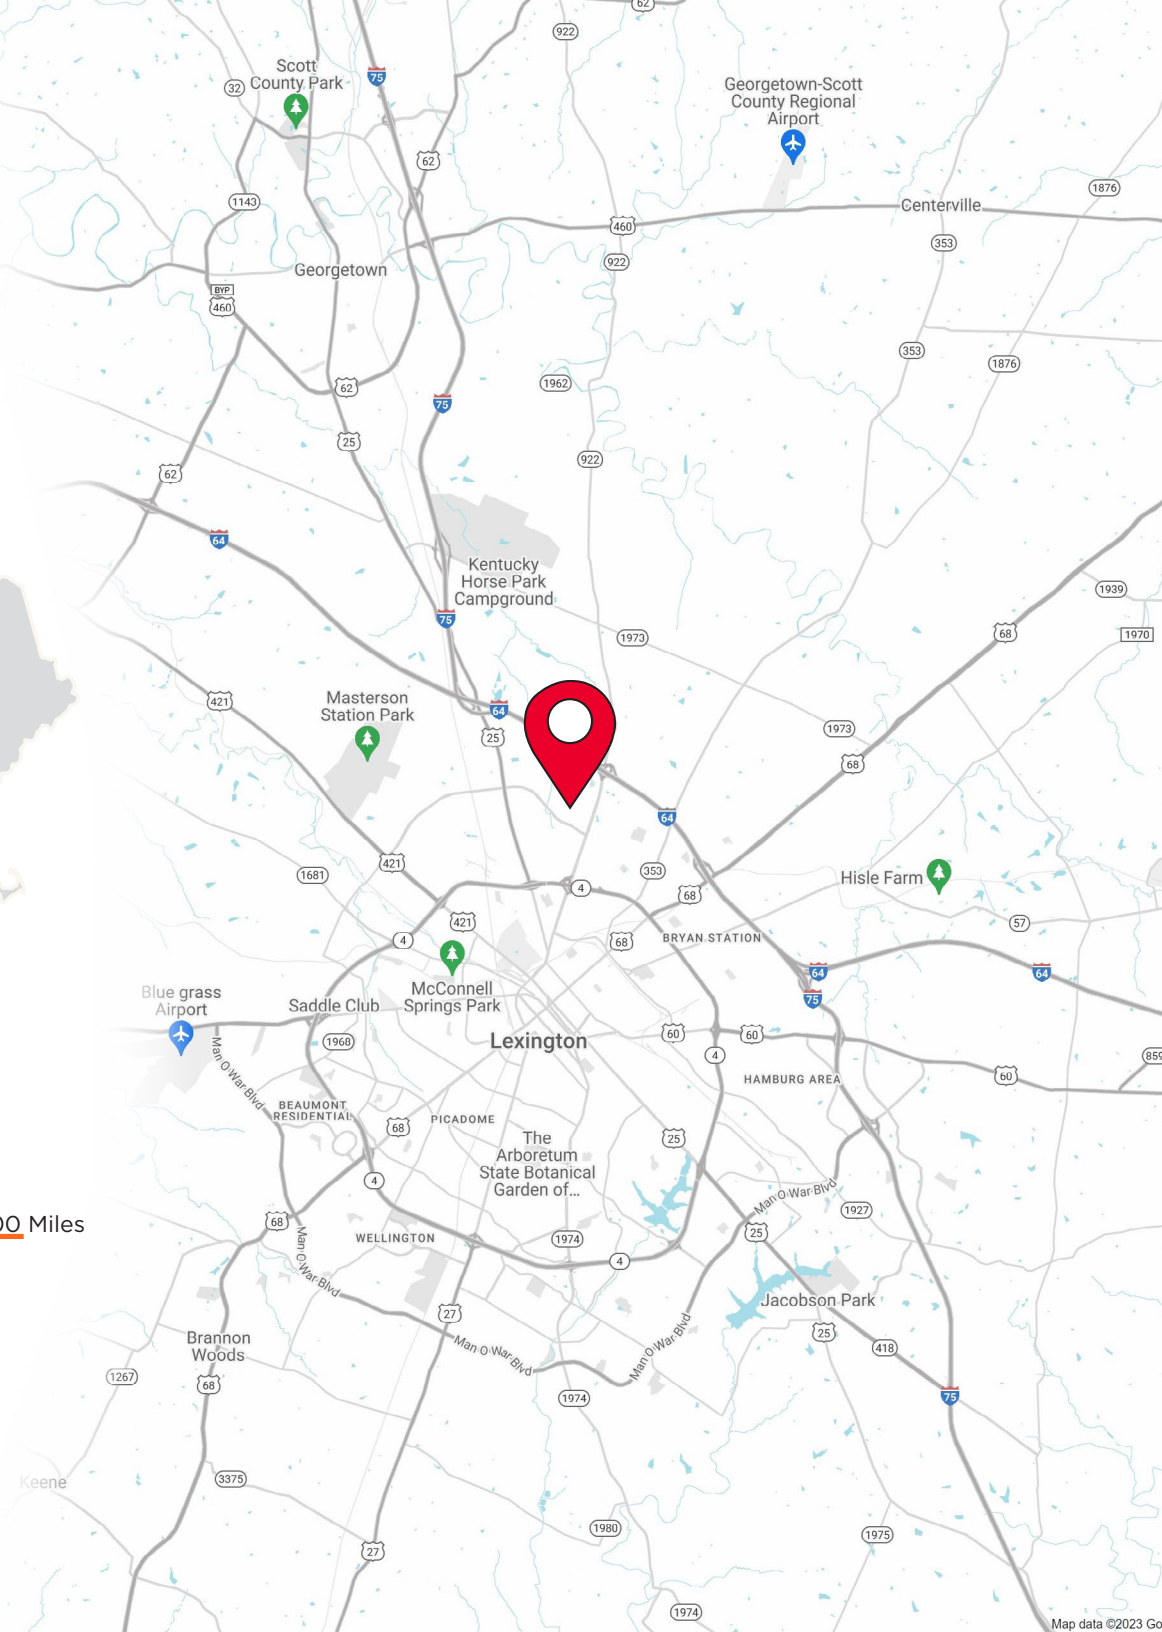 62
922
75
Scott
County Park
32
Georgetown-Scott
County Regional
Airport
62
1143
1876
Centerville
460
353
922
Georgetown
BYP
460
353
1876
1962
62
75
25
922
62
64
Kentucky
Horse Park
Campground
1939
75
68
1970
1973
421
Masterson
Station Park
64
25
1973
68
64
421
353
1681
Hisle Farm
4
68
421
57
4
68
BRYAN STATION
64
64
McConnell
Springs Park
Blue grass
Airport
75
Saddle Club
60
60
1968
Lexington
4
859
Man O War Blvd
60
HAMBURG AREA
BEAUMONT
RESIDENTIAL
PICADOME
68
25
The
Arboretum
State Botanical
Garden of...
4
Man O War Blvd
1927
00 Miles
68
25
WELLINGTON
1974
Man O War Blvd
4
Jacobson Park
27
25
Brannon
Woods
Man O War Blvd
Man O War Blvd
418
1267
68
1974
75
Keene
3375
1980
1975
27
1974
Map data ©2023 Go